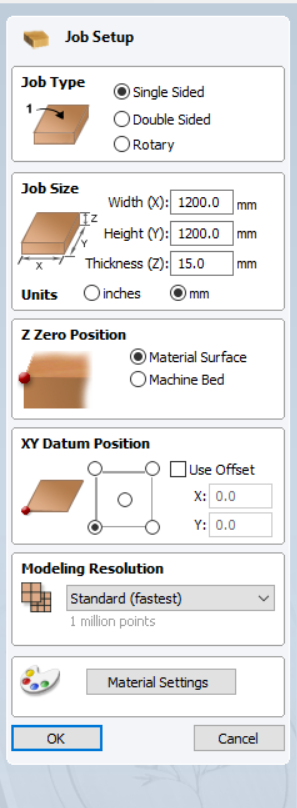 Job Setup
Job Type
1
Single Sided
Double Sided
Rotary
Job Size
Width (X): 1200.0 mm
Z
Height (Y): 1200.0 mm
Y
X
Thickness (Z): 15.0 mm
Units inches mm
Z Zero Position
Material Surface
Machine Bed
XY Datum Position
Use Offset
X: 0.0
Y: 0.0
Modeling Resolution
Standard (fastest)
1 million points
Material Settings
OK Cancel